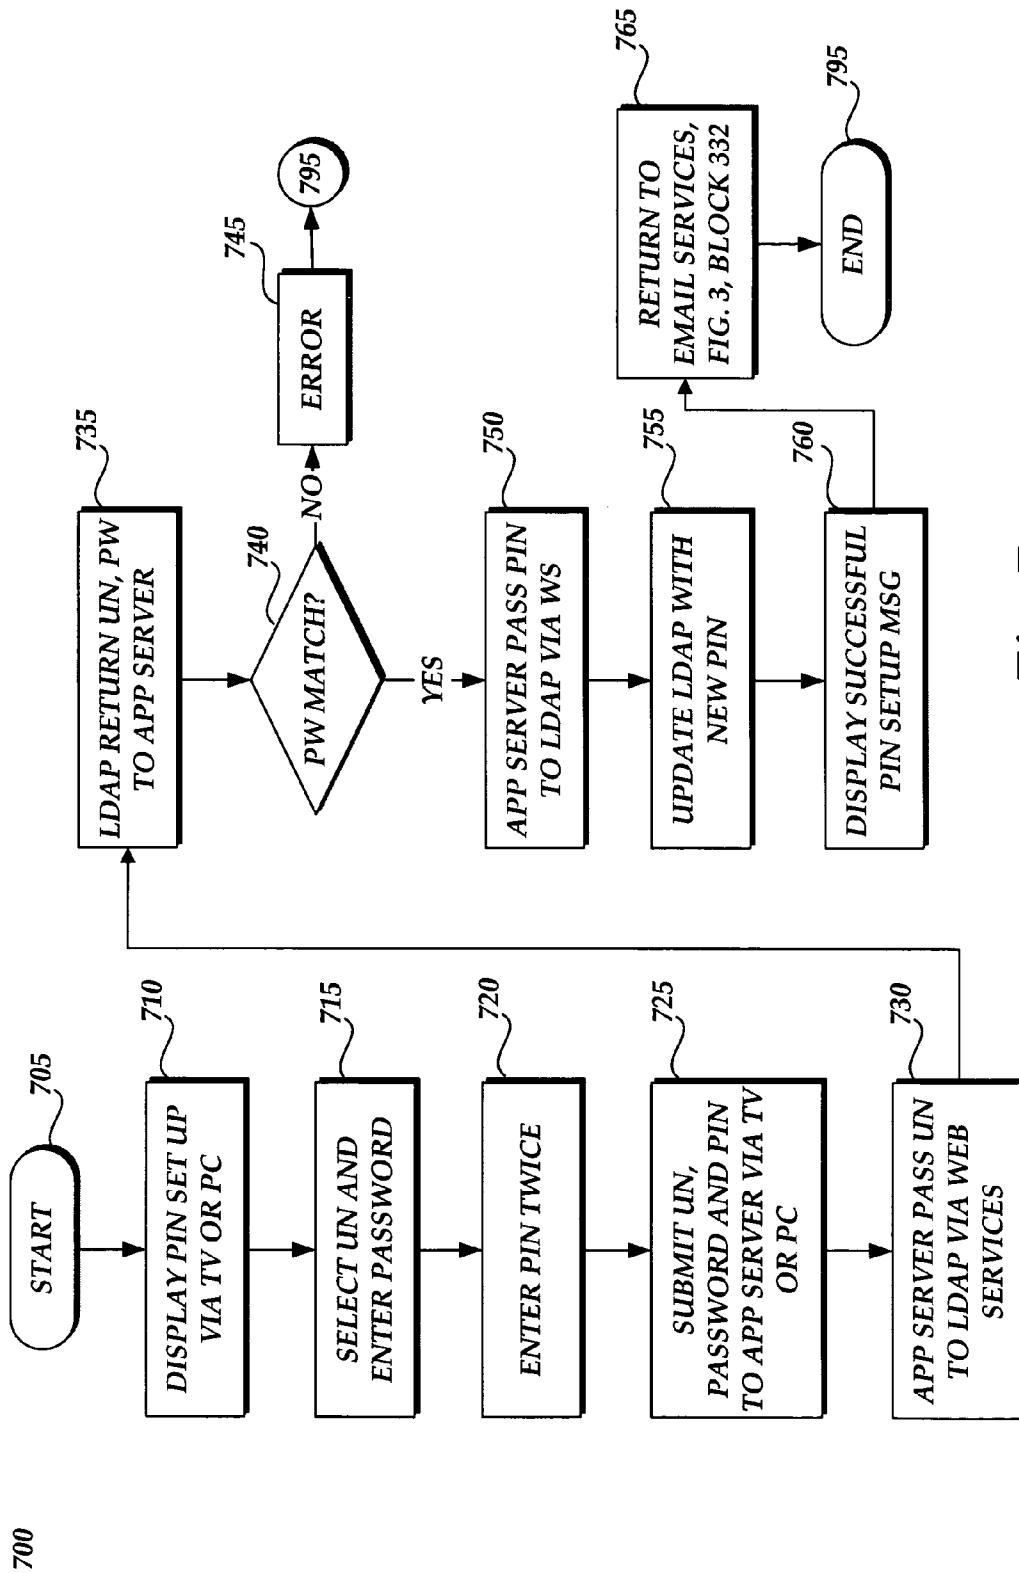 700
START
705
DISPLAY PIN SET UP
VIA TV OR PC
710
SELECT UN AND
ENTER PASSWORD
715
ENTER PIN TWICE
720
SUBMIT UN,
PASSWORD AND PIN
TO APP SERVER VIA TV
OR PC
725
APP SERVER PASS UN
TO LDAP VIA WEB
SERVICES
730
LDAP RETURN UN, PW
TO APP SERVER
735
PW MATCH?
740
NO
ERROR
745
795
YES
APP SERVER PASS PIN
TO LDAP VIA WS
750
UPDATE LDAP WITH
NEW PIN
755
DISPLAY SUCCESSFUL
PIN SETUP MSG
760
RETURN TO
EMAIL SERVICES,
FIG. 3, BLOCK 332
765
END
795